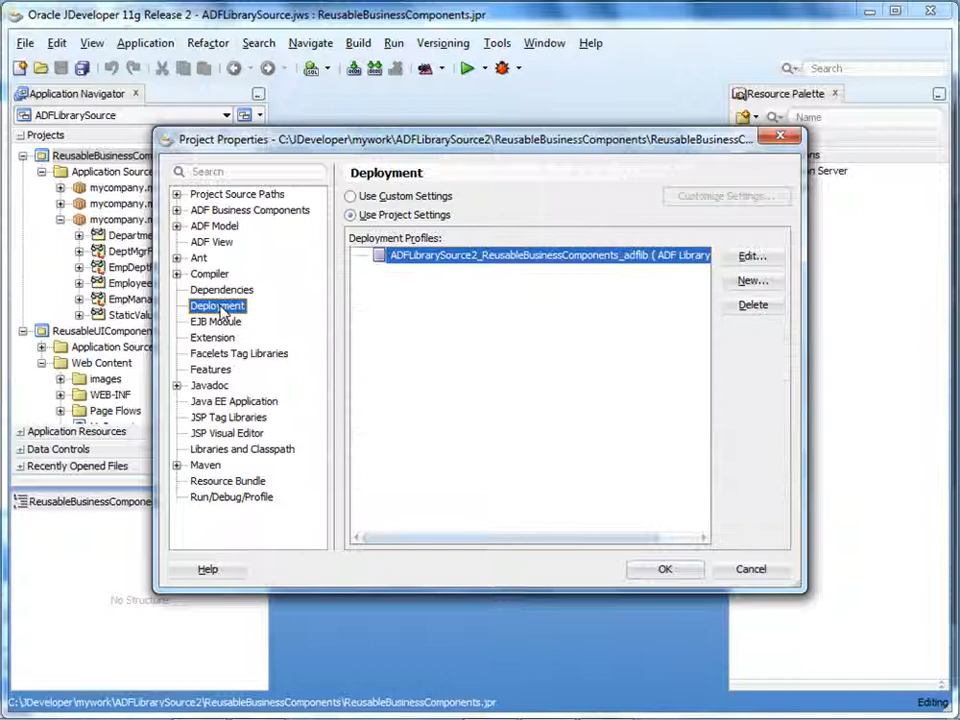 Oracle JDeveloper 11g Release 2 - ADFLibrarySource.jws : ReusableBusinessComponents.jpr
File Edit View Application Refactor Search Navigate Build Run Versioning Tools Window Help
Search
Application Navigator
Resource Palette
ADFLibrarySource
Name
Projects
ReusableBusinessCom
Application Source
mycompany.m
mycompany.m
mycompany.m
Departme
DeptMgrF
EmpDeptF
Employee
EmpMana
StaticValu
ReusableUIComponen
Application Source
Web Content
images
WEB-INF
Page Flows
Application Resources
Data Controls
Recently Opened Files
ReusableBusinessCompone
No Structure
Project Properties - C:\JDeveloper\mywork\ADFLibrarySource2\ReusableBusinessComponents\ReusableBusinessC...
Search
Project Source Paths
ADF Business Components
ADF Model
ADF View
Ant
Compiler
Dependencies
Deployment
EJB Module
Extension
Facelets Tag Libraries
Features
Javadoc
Java EE Application
JSP Tag Libraries
JSP Visual Editor
Libraries and Classpath
Maven
Resource Bundle
Run/Debug/Profile
Deployment
Use Custom Settings
Customize Settings...
Use Project Settings
Deployment Profiles:
ADFLibrarySource2_ReusableBusinessComponents_adflib ( ADF Library
Edit...
New...
Delete
Help
OK
Cancel
ons
on Server
C:\JDeveloper\mywork\ADFLibrarySource2\ReusableBusinessComponents\ReusableBusinessComponents.jpr
Editing